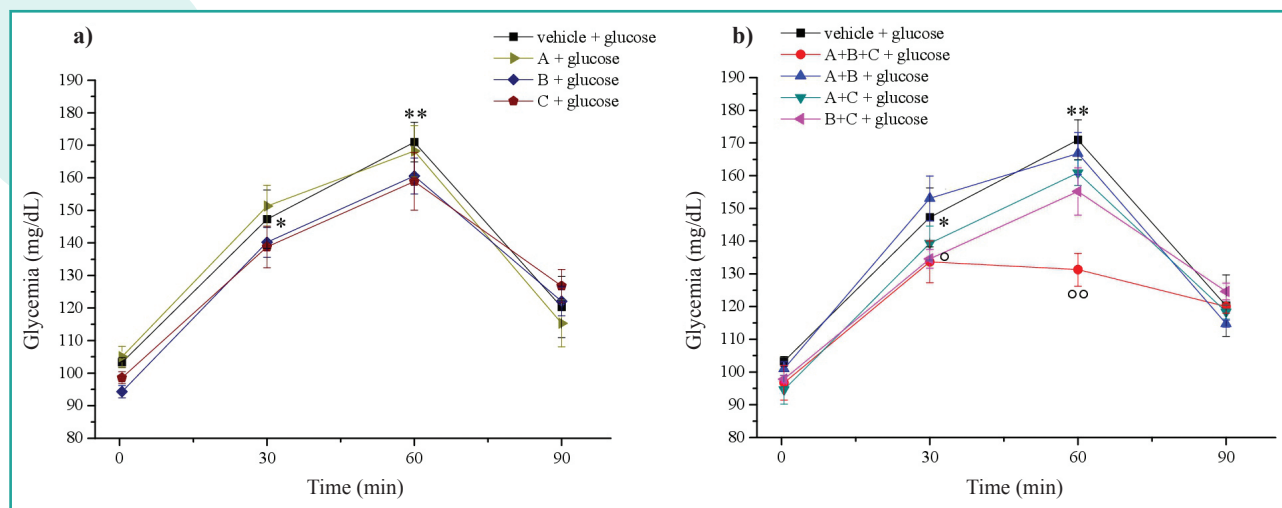 a)
vehicle + glucose
A + glucose
B + glucose
C + glucose
190
180
170
160
150
140
130
120
110
100
90
80
Glycemia (mg/dL)
**
*
0 30 60 90
Time (min)
b)
vehicle + glucose
A+B+C + glucose
A+B + glucose
A+C + glucose
B+C + glucose
190
180
170
160
150
140
130
120
110
100
90
80
Glycemia (mg/dL)
**
*
°
°°
0 30 60 90
Time (min)